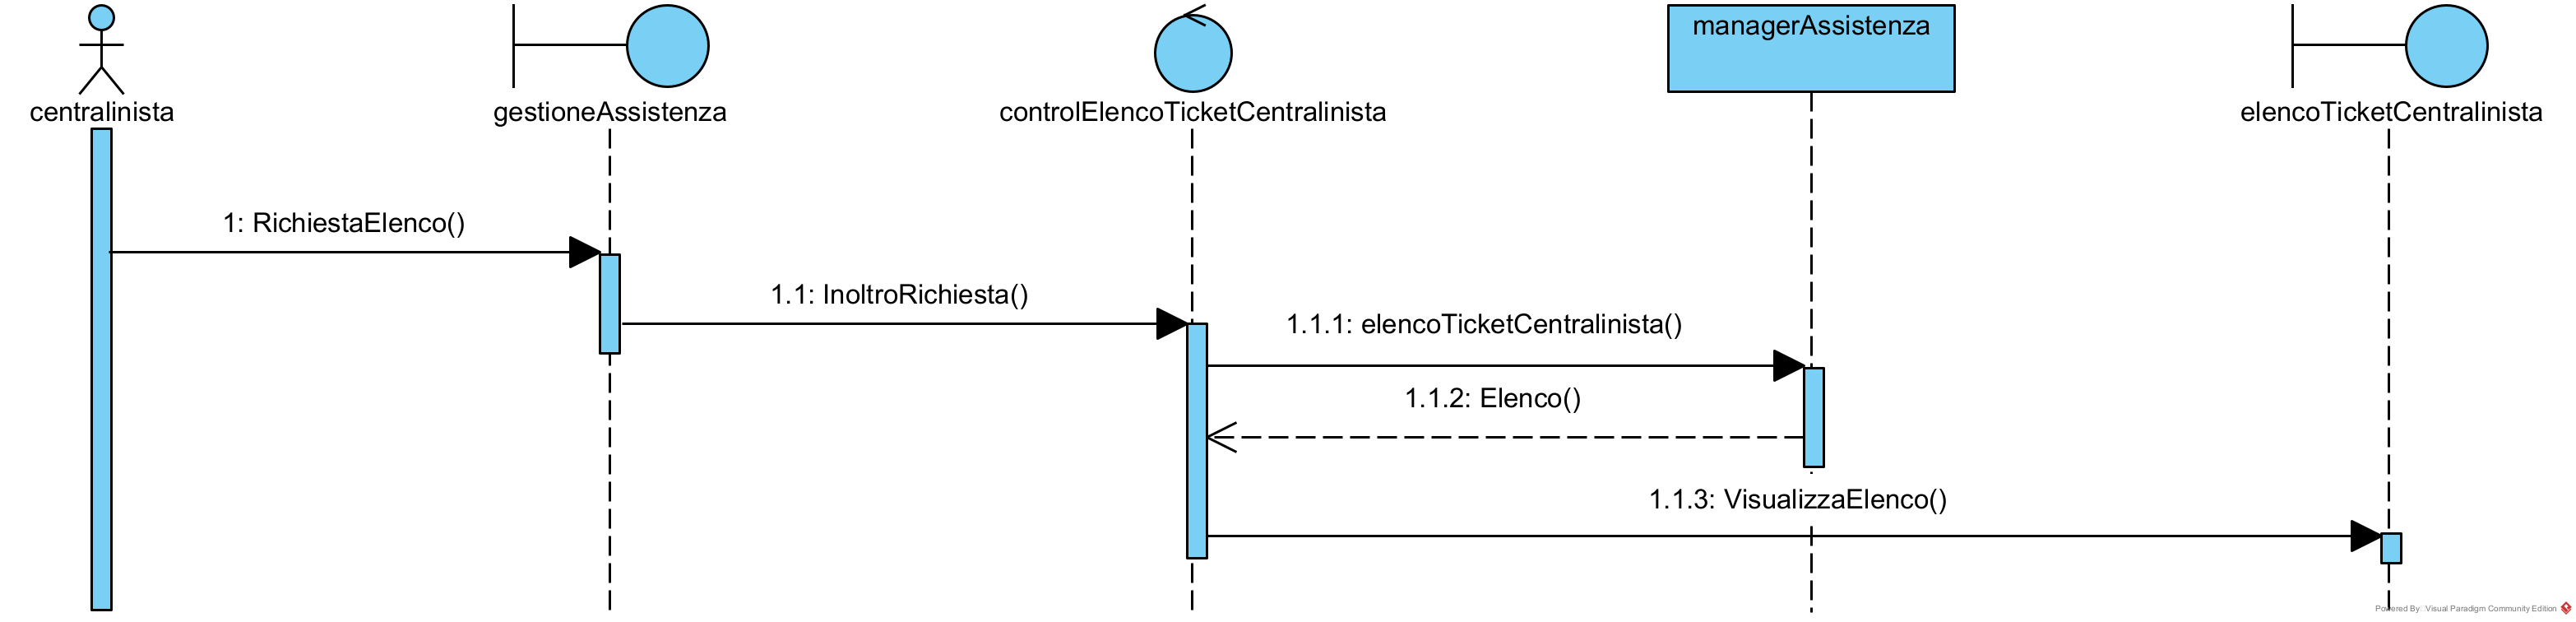 centralinista
gestioneAssistenza
controlElencoTicketCentralinista
managerAssistenza
elencoTicketCentralinista
1: RichiestaElenco()
1.1: InoltroRichiesta()
1.1.1: elencoTicketCentralinista()
1.1.2: Elenco()
1.1.3: VisualizzaElenco()
Powered By: Visual Paradigm Community Edition